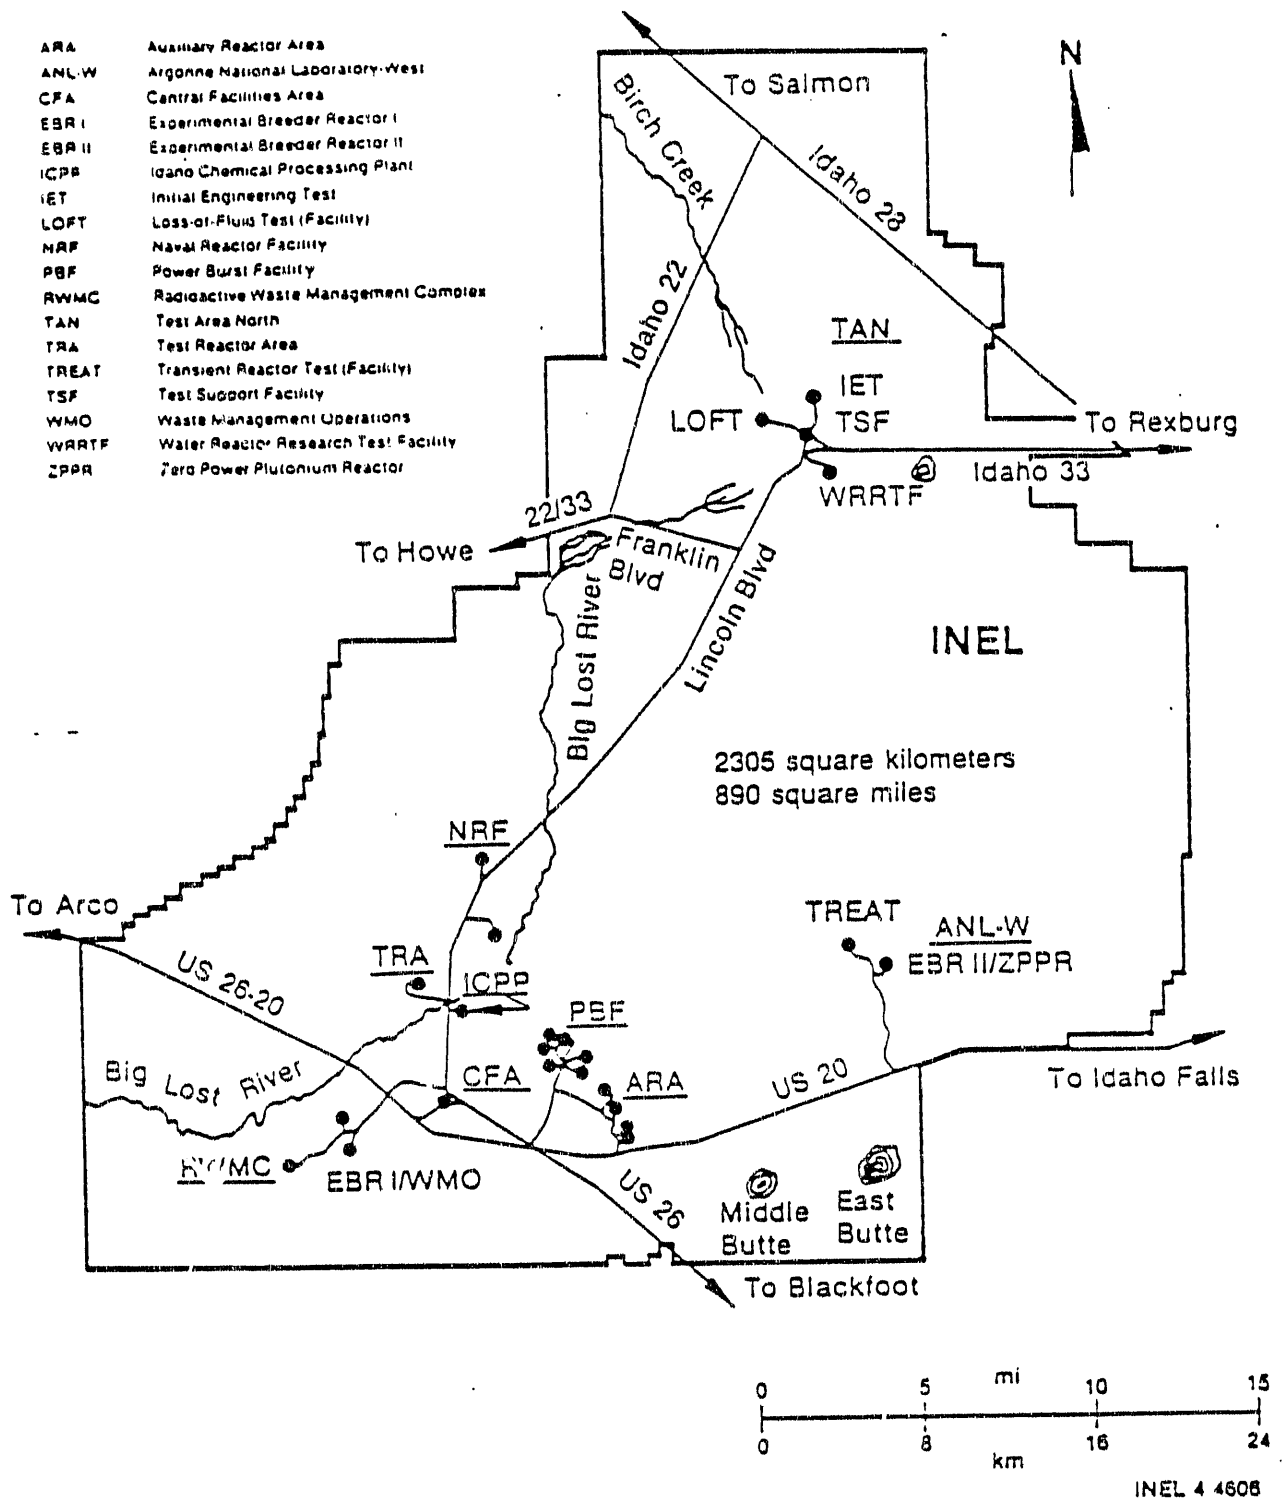 ARA Auxiliary Reactor Area
ANL-W Argonne National Laboratory-West
CFA Central Facilities Area
EBR I Experimental Breeder Reactor I
EBR II Experimental Breeder Reactor II
ICPP Idaho Chemical Processing Plant
IET Initial Engineering Test
LOFT Loss-of-Fluid Test (Facility)
NRF Naval Reactor Facility
PBF Power Burst Facility
RWMC Radioactive Waste Management Complex
TAN Test Area North
TRA Test Reactor Area
TREAT Transient Reactor Test (Facility)
TSF Test Support Facility
WMO Waste Management Operations
WRRTF Water Reactor Research Test Facility
ZPPR Zero Power Plutonium Reactor
N
To Salmon
Birch Creek
Idaho 28
Idaho 22
TAN
IET
LOFT
TSF
To Rexburg
WRRTF
Idaho 33
22/33
To Howe
Franklin
Blvd
Lincoln Blvd
Big Lost River
INEL
2305 square kilometers
890 square miles
NRF
To Arco
TREAT
ANL-W
EBR II/ZPPR
US 26-20
TRA
ICPP
PBF
Big Lost River
CFA
ARA
US 20
To Idaho Falls
RWMC
EBR I/WMO
US 26
Middle
Butte
East
Butte
To Blackfoot
0 5 mi 10 15
0 8 km 16 24
INEL 4 4606